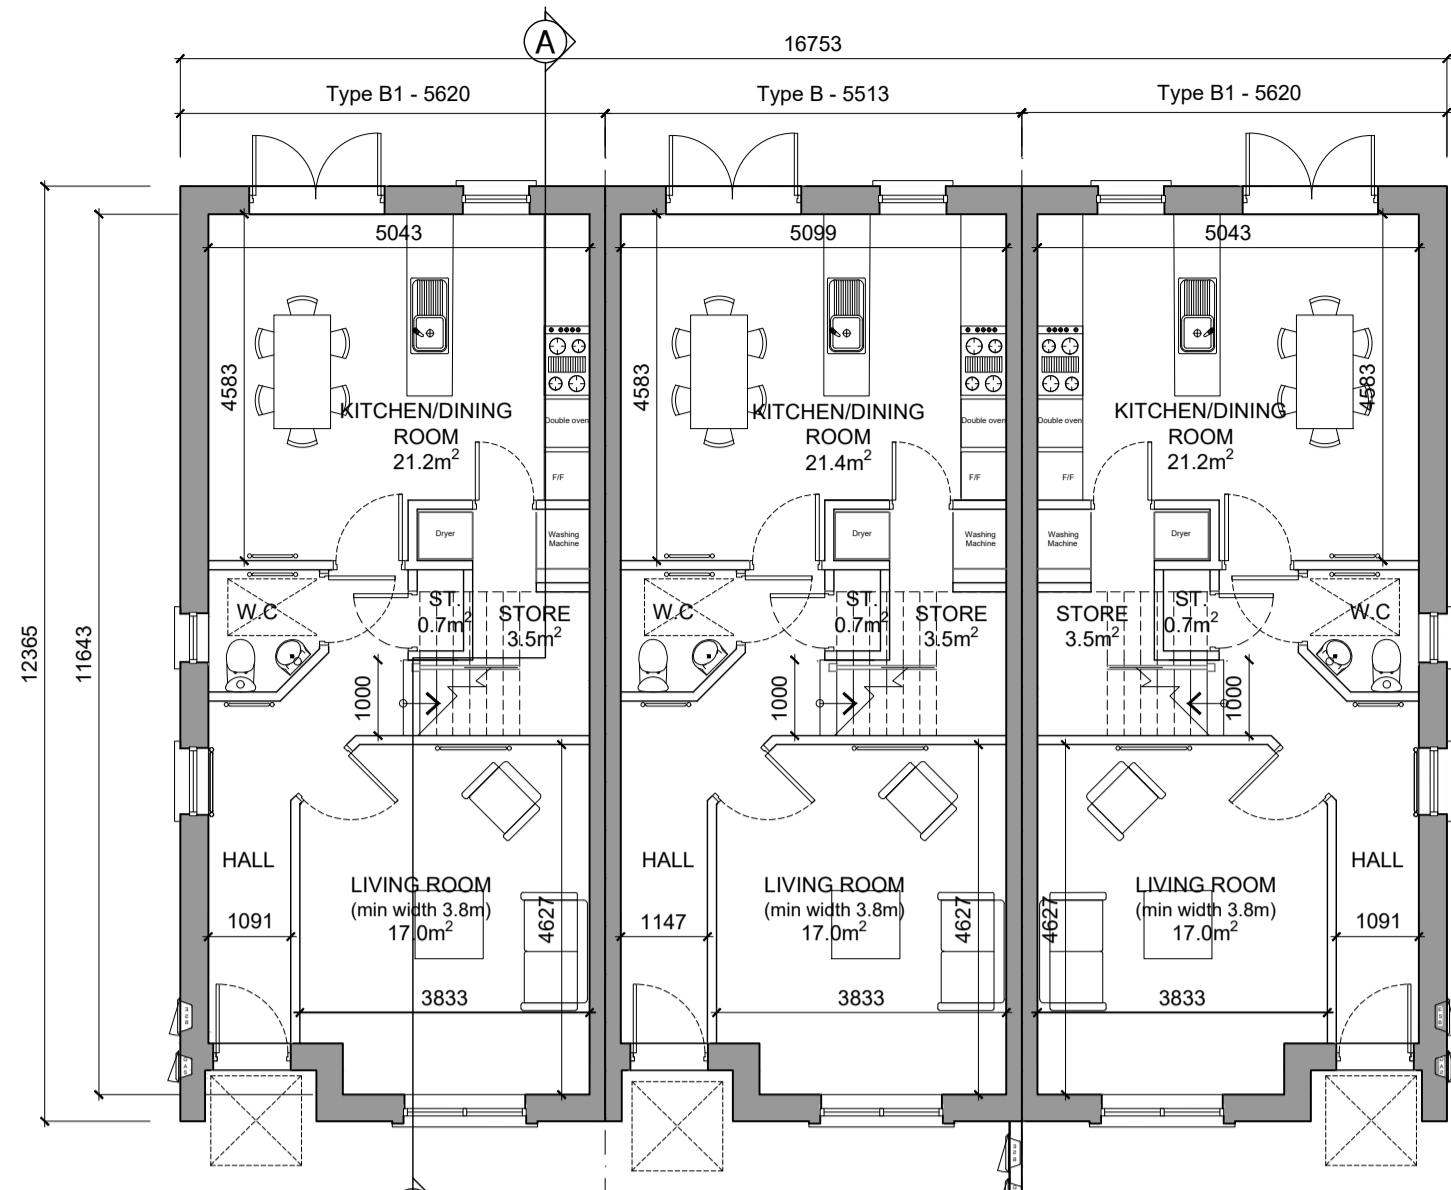 A
16753
Type B1 - 5620
Type B - 5513
Type B1 - 5620
5043
5099
5043
4583
4583
4583
KITCHEN/DINING
ROOM
21.2m²
KITCHEN/DINING
ROOM
21.4m²
KITCHEN/DINING
ROOM
21.2m²
Double oven
F/F
Double oven
F/F
Double oven
F/F
Dryer
Washing
Machine
Dryer
Washing
Machine
Washing
Machine
Dryer
12365
11643
W.C
ST.
0.7m²
STORE
3.5m²
W.C
ST.
0.7m²
STORE
3.5m²
STORE
3.5m²
ST.
0.7m²
W.C
1000
1000
1000
HALL
LIVING ROOM
(min width 3.8m)
17.0m²
HALL
LIVING ROOM
(min width 3.8m)
17.0m²
LIVING ROOM
(min width 3.8m)
17.0m²
HALL
1091
4627
1147
4627
4627
1091
3833
3833
3833
ESB
GAS
ESB
GAS
ESB